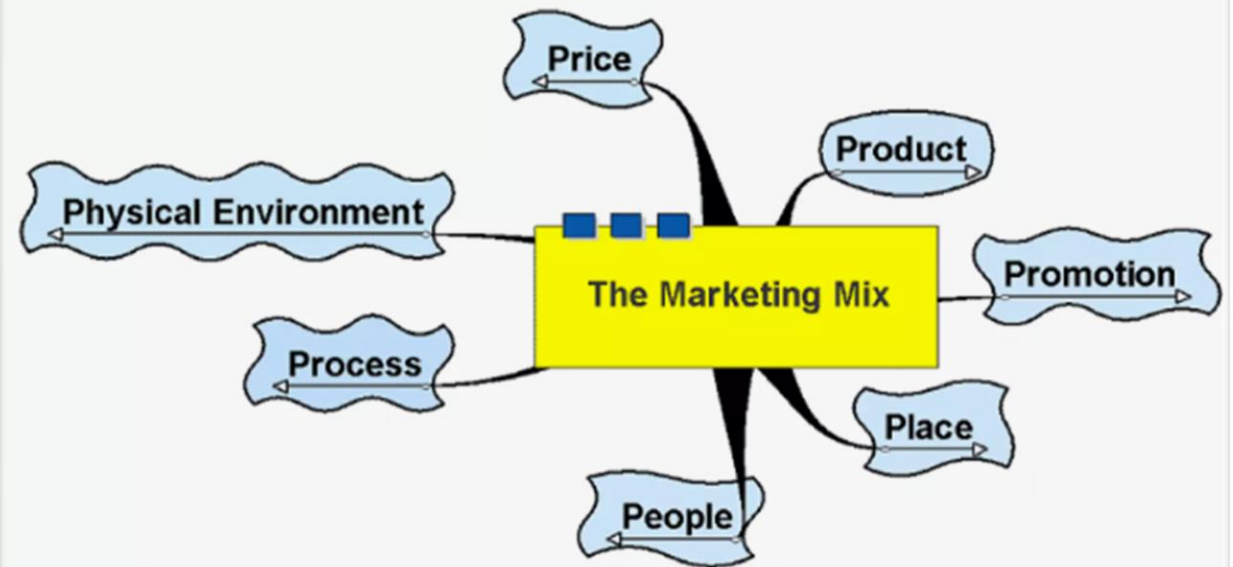 Price
Product
Physical Environment
The Marketing Mix
Promotion
Process
Place
People